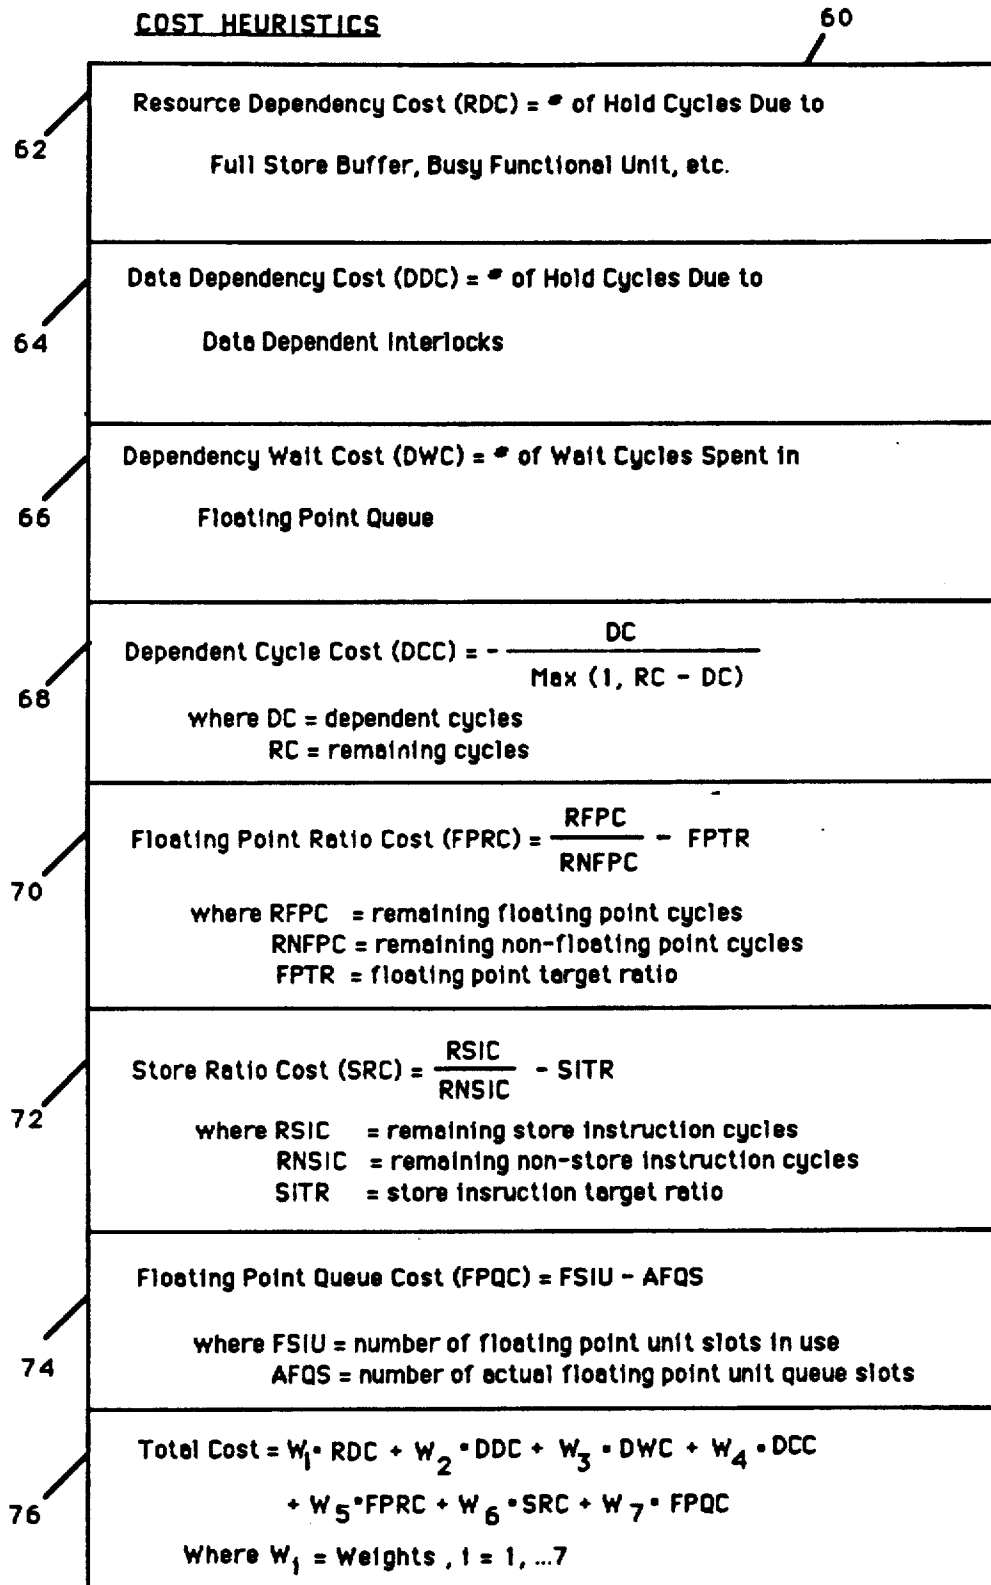 COST HEURISTICS
60
62
Resource Dependency Cost (RDC) = # of Hold Cycles Due to
Full Store Buffer, Busy Functional Unit, etc.
64
Data Dependency Cost (DDC) = # of Hold Cycles Due to
Data Dependent Interlocks
66
Dependency Wait Cost (DWC) = # of Wait Cycles Spent in
Floating Point Queue
68
Dependent Cycle Cost (DCC) = - DC / Max (1, RC - DC)
where DC = dependent cycles
RC = remaining cycles
70
Floating Point Ratio Cost (FPRC) = RFPC / RNFPC - FPTR
where RFPC = remaining floating point cycles
RNFPC = remaining non-floating point cycles
FPTR = floating point target ratio
72
Store Ratio Cost (SRC) = RSIC / RNSIC - SITR
where RSIC = remaining store instruction cycles
RNSIC = remaining non-store instruction cycles
SITR = store insruction target ratio
74
Floating Point Queue Cost (FPQC) = FSIU - AFQS
where FSIU = number of floating point unit slots in use
AFQS = number of actual floating point unit queue slots
76
Total Cost = W₁ • RDC + W₂ • DDC + W₃ • DWC + W₄ • DCC
+ W₅ • FPRC + W₆ • SRC + W₇ • FPQC
Where Wᵢ = Weights , i = 1, ...7